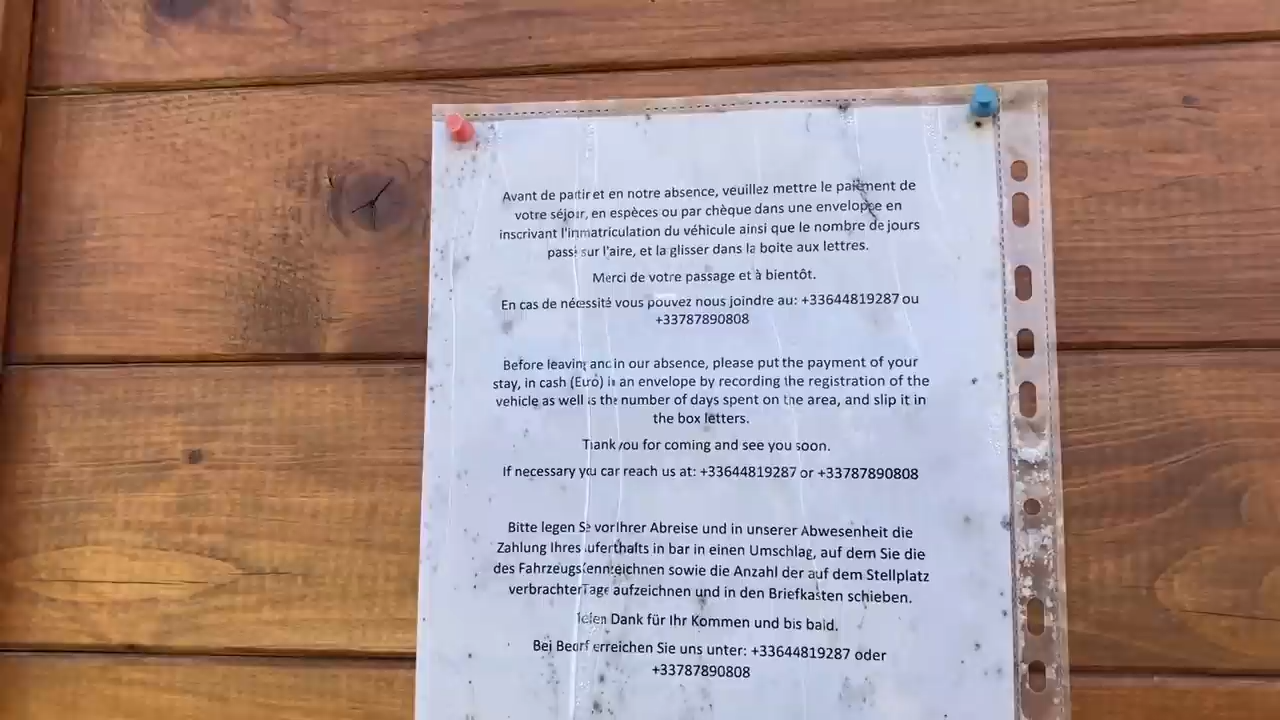 Avant de partir et en notre absence, veuillez mettre le paiement de
votre séjour, en espèces ou par chèque dans une enveloppe en
inscrivant l'immatriculation du véhicule ainsi que le nombre de jours
passé sur l'aire, et la glisser dans la boite aux lettres.
Merci de votre passage et à bientôt.
En cas de nécessité vous pouvez nous joindre au: +33644819287 ou
+33787890808
Before leaving and in our absence, please put the payment of your
stay, in cash (Euro) in an envelope by recording the registration of the
vehicle as well as the number of days spent on the area, and slip it in
the box letters.
Thank you for coming and see you soon.
If necessary you can reach us at: +33644819287 or +33787890808
Bitte legen Sie vor Ihrer Abreise und in unserer Abwesenheit die
Zahlung Ihres Aufenthalts in bar in einen Umschlag, auf dem Sie die
des Fahrzeugskennzeichnen sowie die Anzahl der auf dem Stellplatz
verbrachten Tage aufzeichnen und in den Briefkasten schieben.
Vielen Dank für Ihr Kommen und bis bald.
Bei Bedarf erreichen Sie uns unter: +33644819287 oder
+33787890808